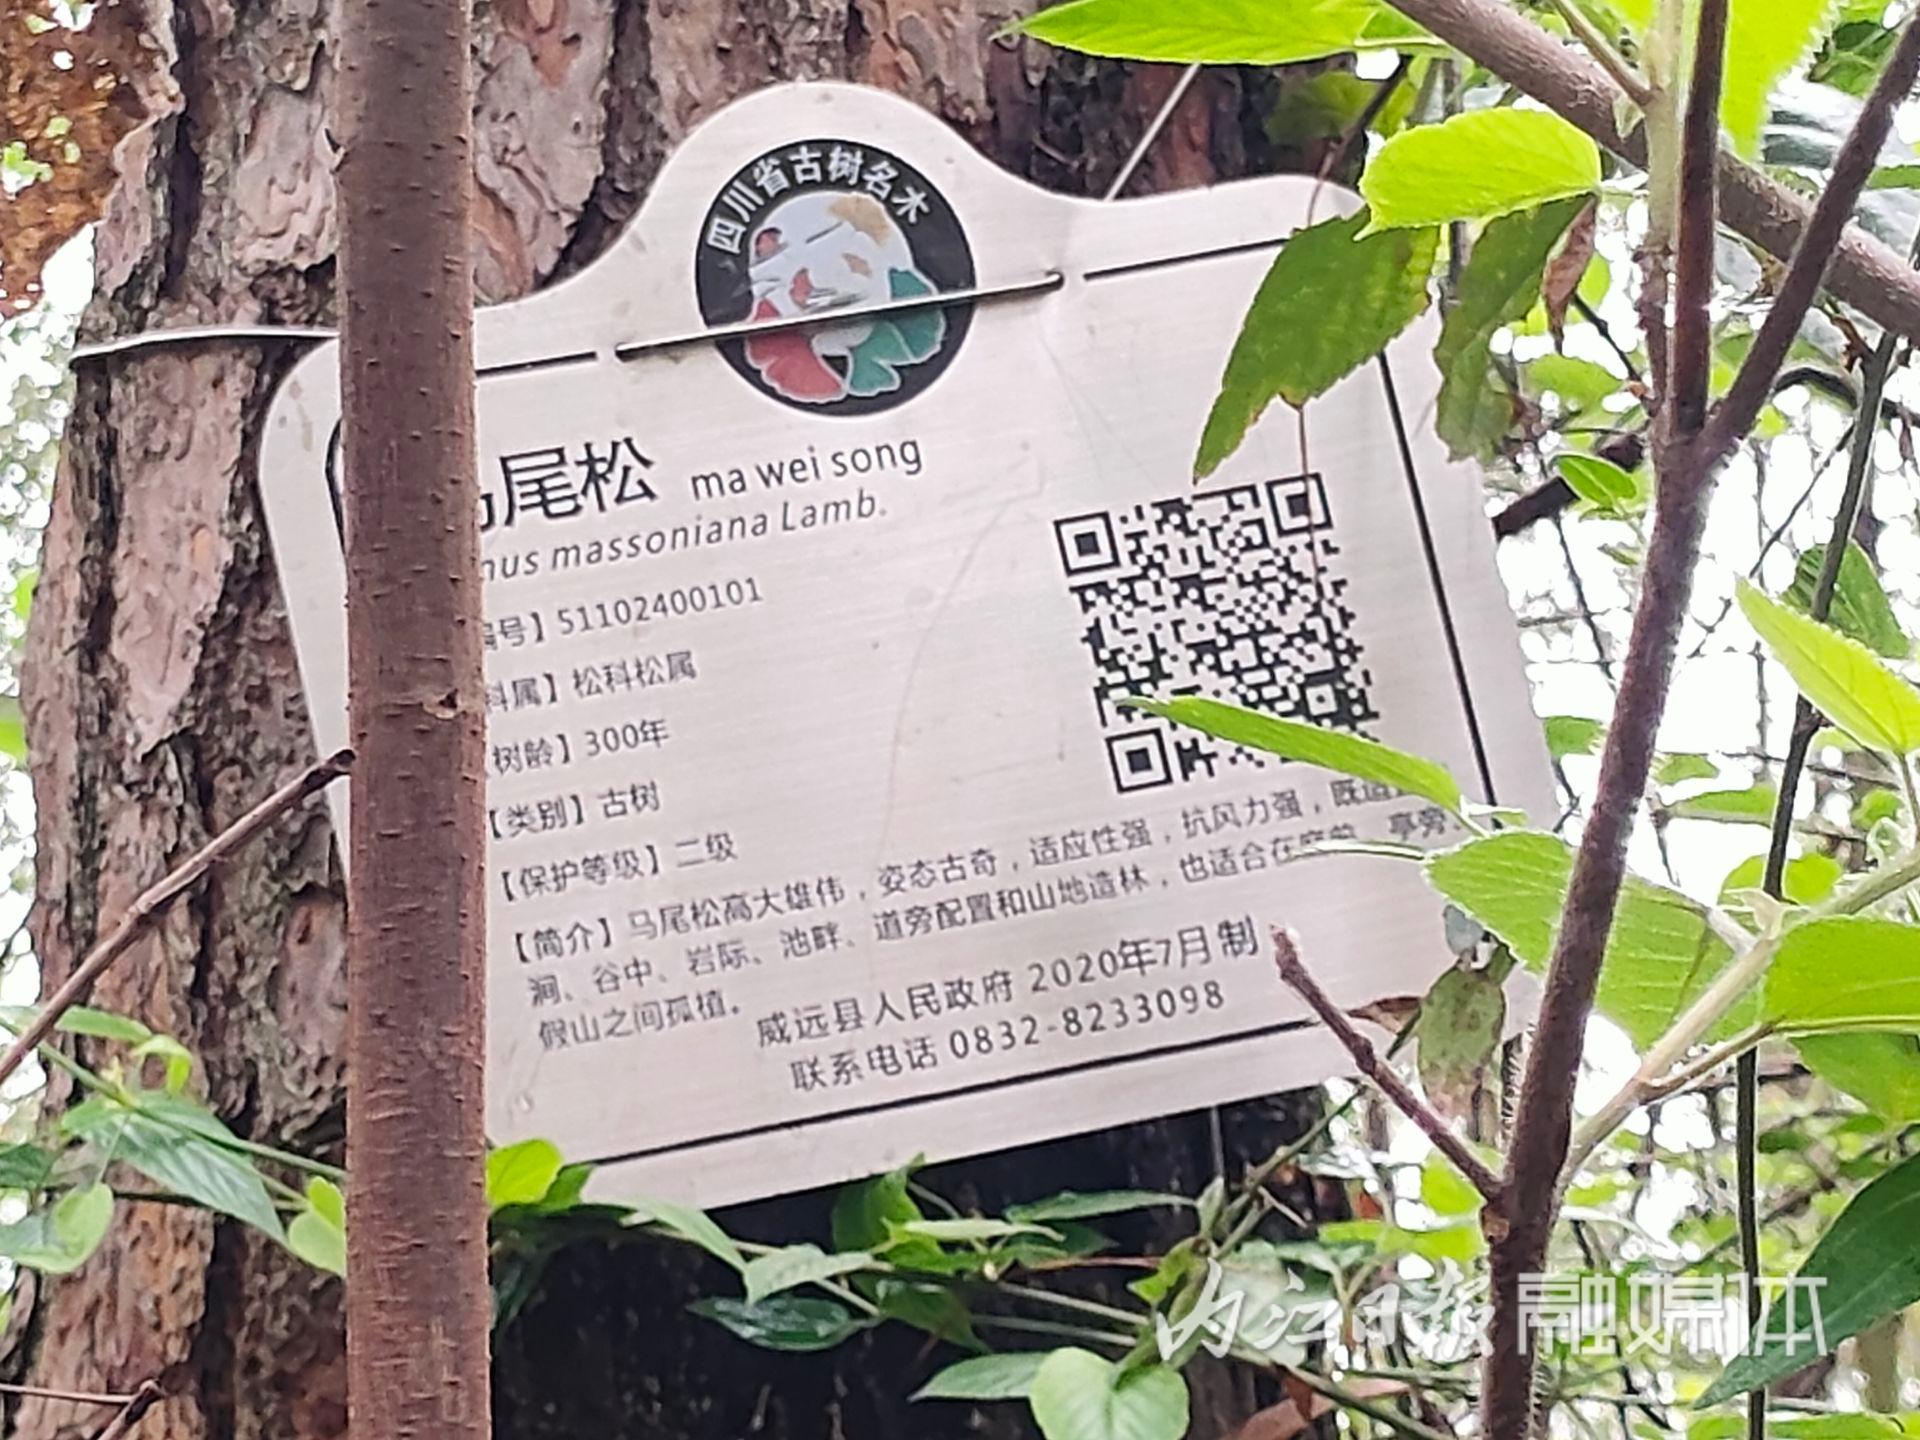 四川省古树名木
尾松 ma wei song
nus massoniana Lamb.
编号】51102400101
科属】松科松属
树龄】300年
【类别】古树
【保护等级】二级
【简介】马尾松高大雄伟，姿态古奇，适应性强，抗风力强，既适
涧、谷中、岩际、池畔、道旁配置和山地造林，也适合在庭前、亭旁、
假山之间孤植。
威远县人民政府 2020年7月制
联系电话 0832-8233098
内江日报 融媒体